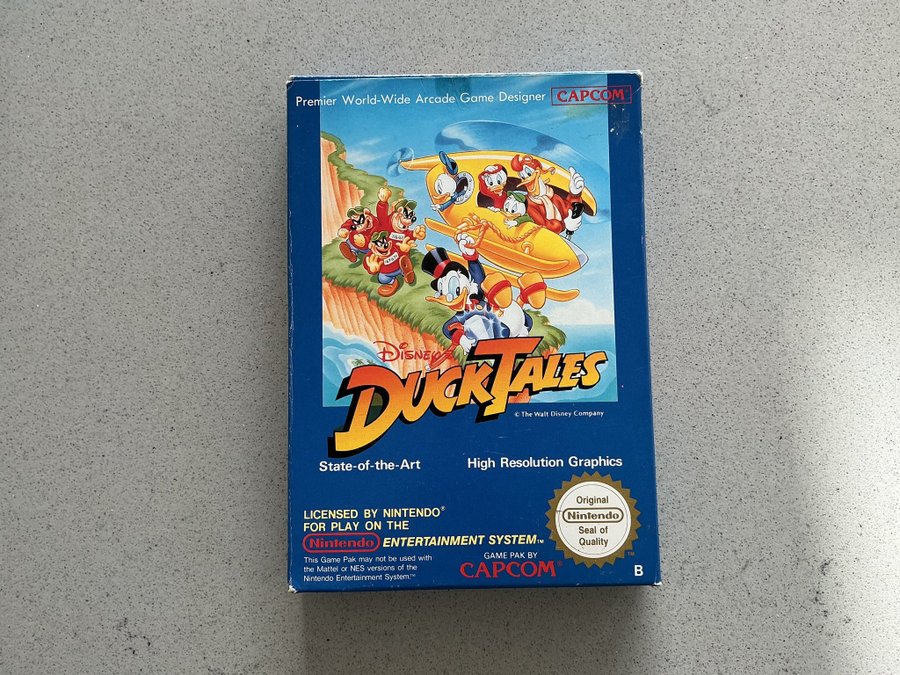 Premier World-Wide Arcade Game Designer CAPCOM®
Disney's
DUCKTALES
© The Walt Disney Company
State-of-the-Art High Resolution Graphics
LICENSED BY NINTENDO®
FOR PLAY ON THE
Nintendo ENTERTAINMENT SYSTEM™
This Game Pak may not be used with
the Mattel or NES versions of the
Nintendo Entertainment System.™
GAME PAK BY
CAPCOM®
Original
Nintendo
Seal of
Quality
TM
B